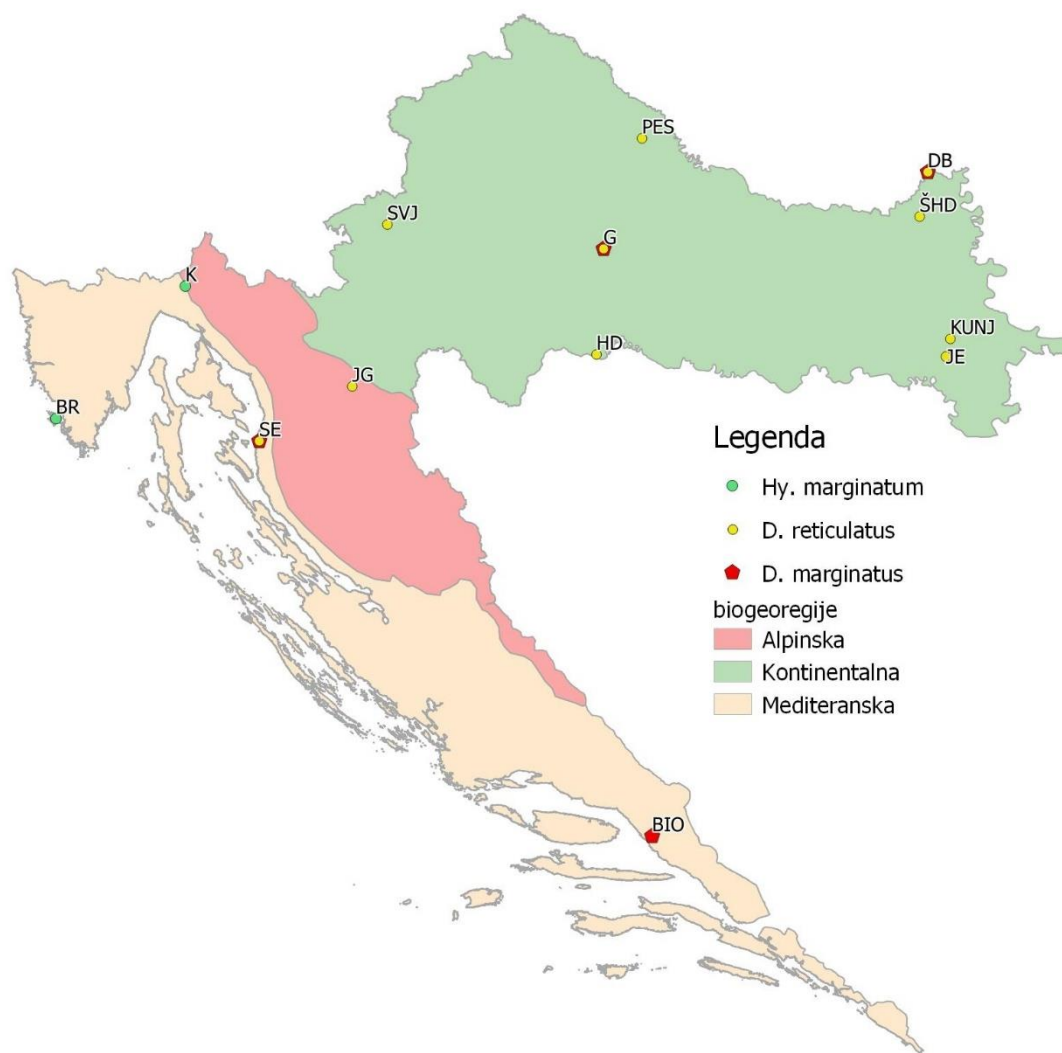 PES
DB
ŠHD
SVJ
G
K
KUNJ
HD
JE
JG
BR
SE
Legenda
Hy. marginatum
D. reticulatus
D. marginatus
biogeoregije
Alpinska
Kontinentalna
Mediteranska
BIO